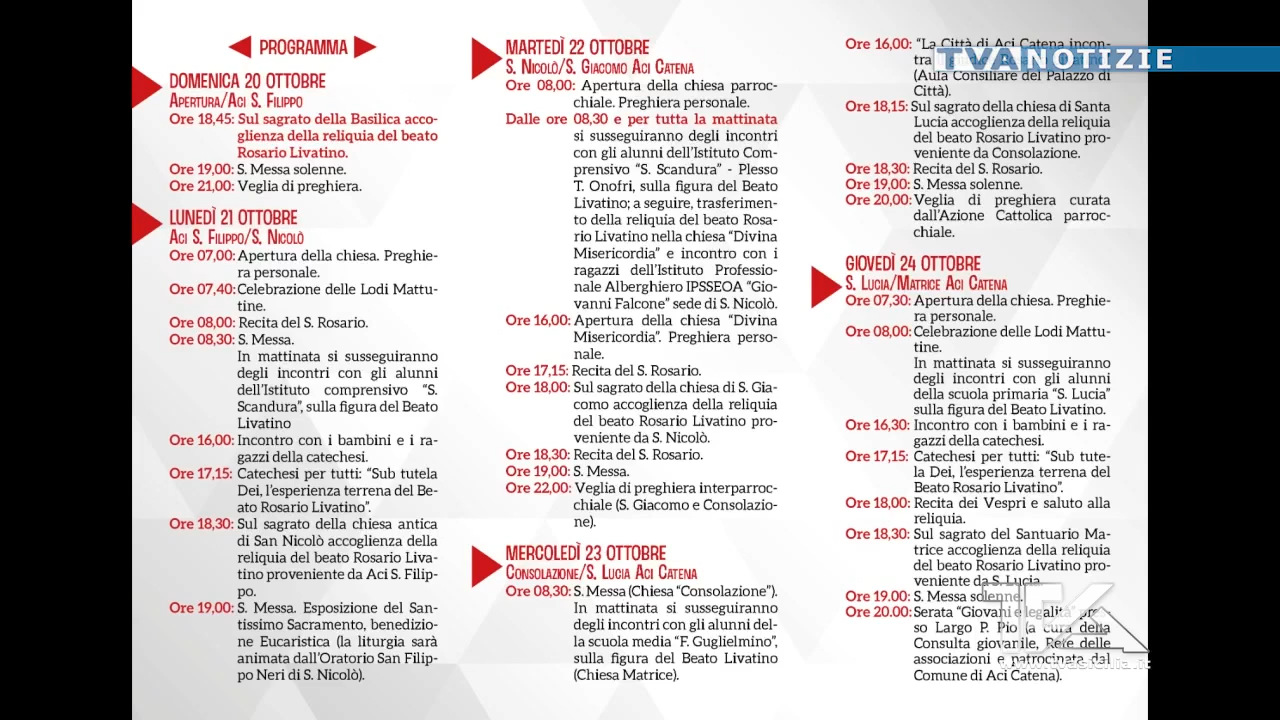 PROGRAMMA
DOMENICA 20 OTTOBRE
Apertura/Aci S. Filippo
Ore 18,45: Sul sagrato della Basilica acco-
glienza della reliquia del beato
Rosario Livatino.
Ore 19,00: S. Messa solenne.
Ore 21,00: Veglia di preghiera.
LUNEDÌ 21 OTTOBRE
Aci S. Filippo/S. Nicolò
Ore 07,00: Apertura della chiesa. Preghie-
ra personale.
Ore 07,40: Celebrazione delle Lodi Mattu-
tine.
Ore 08,00: Recita del S. Rosario.
Ore 08,30: S. Messa.
In mattinata si susseguiranno
degli incontri con gli alunni
dell'Istituto comprensivo "S.
Scandura", sulla figura del Beato
Livatino
Ore 16,00: Incontro con i bambini e i ra-
gazzi della catechesi.
Ore 17,15: Catechesi per tutti: "Sub tutela
Dei, l'esperienza terrena del Be-
ato Rosario Livatino".
Ore 18,30: Sul sagrato della chiesa antica
di San Nicolò accoglienza della
reliquia del beato Rosario Liva-
tino proveniente da Aci S. Filip-
po.
Ore 19,00: S. Messa. Esposizione del San-
tissimo Sacramento, benedizio-
ne Eucaristica (la liturgia sarà
animata dall'Oratorio San Filip-
po Neri di S. Nicolò).
MARTEDÌ 22 OTTOBRE
S. Nicolò/S. Giacomo Aci Catena
Ore 08,00: Apertura della chiesa parroc-
chiale. Preghiera personale.
Dalle ore 08,30 e per tutta la mattinata
si susseguiranno degli incontri
con gli alunni dell'Istituto Com-
prensivo "S. Scandura" - Plesso
T. Onofri, sulla figura del Beato
Livatino; a seguire, trasferimen-
to della reliquia del beato Rosa-
rio Livatino nella chiesa "Divina
Misericordia" e incontro con i
ragazzi dell'Istituto Professio-
nale Alberghiero IPSSEOA "Gio-
vanni Falcone" sede di S. Nicolò.
Ore 16,00: Apertura della chiesa "Divina
Misericordia". Preghiera perso-
nale.
Ore 17,15: Recita del S. Rosario.
Ore 18,00: Sul sagrato della chiesa di S. Gia-
como accoglienza della reliquia
del beato Rosario Livatino pro-
veniente da S. Nicolò.
Ore 18,30: Recita del S. Rosario.
Ore 19,00: S. Messa.
Ore 22,00: Veglia di preghiera interparroc-
chiale (S. Giacomo e Consolazio-
ne).
MERCOLEDÌ 23 OTTOBRE
Consolazione/S. Lucia Aci Catena
Ore 08,30: S. Messa (Chiesa "Consolazione").
In mattinata si susseguiranno
degli incontri con gli alunni del-
la scuola media "F. Guglielmino",
sulla figura del Beato Livatino
(Chiesa Matrice).
Ore 16,00: "La Città di Aci Catena incon-
tra
(Aula Consiliare del Palazzo di
Città).
Ore 18,15: Sul sagrato della chiesa di Santa
Lucia accoglienza della reliquia
del beato Rosario Livatino pro-
veniente da Consolazione.
Ore 18,30: Recita del S. Rosario.
Ore 19,00: S. Messa solenne.
Ore 20,00: Veglia di preghiera curata
dall'Azione Cattolica parroc-
chiale.
GIOVEDÌ 24 OTTOBRE
S. Lucia/Matrice Aci Catena
Ore 07,30: Apertura della chiesa. Preghie-
ra personale.
Ore 08,00: Celebrazione delle Lodi Mattu-
tine.
In mattinata si susseguiranno
degli incontri con gli alunni
della scuola primaria "S. Lucia"
sulla figura del Beato Livatino.
Ore 16,30: Incontro con i bambini e i ra-
gazzi della catechesi.
Ore 17,15: Catechesi per tutti: "Sub tute-
la Dei, l'esperienza terrena del
Beato Rosario Livatino".
Ore 18,00: Recita dei Vespri e saluto alla
reliquia.
Ore 18,30: Sul sagrato del Santuario Ma-
trice accoglienza della reliquia
del beato Rosario Livatino pro-
veniente da S. Lucia.
Ore 19.00: S. Messa solenne.
Ore 20.00: Serata "Giovani e legalità" pres-
so Largo P. Pio (a cura della
Consulta giovanile, Rete delle
associazioni e patrocinata dal
Comune di Aci Catena).
TVA NOTIZIE
www.tvasicilia.it